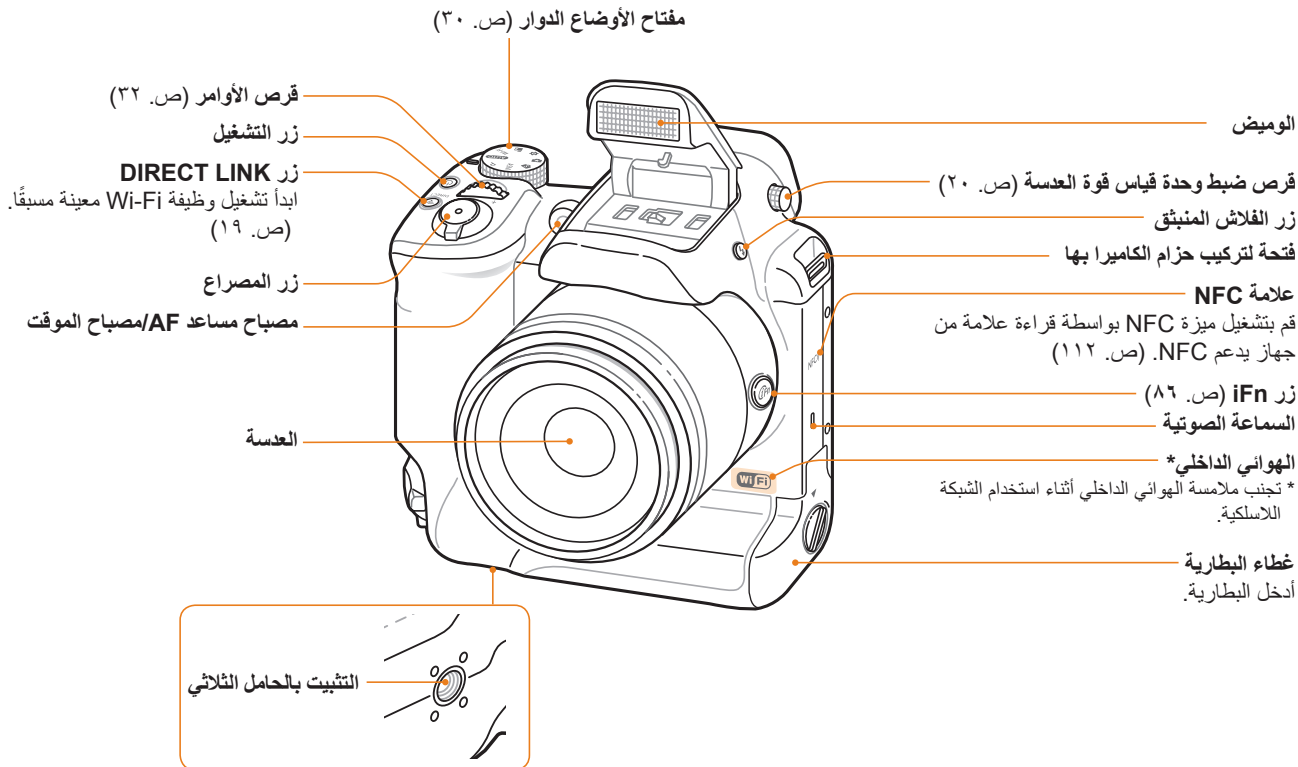 مفتاح الأوضاع الدوار (ص. ٣٠)
الوميض
قرص ضبط وحدة قياس قوة العدسة (ص. ٢٠)
زر الفلاش المنبثق
فتحة لتركيب حزام الكاميرا بها
علامة NFC
قم بتشغيل ميزة NFC بواسطة قراءة علامة من
جهاز يدعم NFC. (ص. ١١٢)
زر iFn (ص. ٨٦)
السماعة الصوتية
الهوائي الداخلي*
* تجنب ملامسة الهوائي الداخلي أثناء استخدام الشبكة
اللاسلكية.
غطاء البطارية
أدخل البطارية.
قرص الأوامر (ص. ٣٢)
زر التشغيل
زر DIRECT LINK
ابدأ تشغيل وظيفة Wi-Fi معينة مسبقًا.
(ص. ١٩)
زر المصراع
مصباح مساعد AF/مصباح الموقت
العدسة
التثبيت بالحامل الثلاثي
NFC
Wi Fi